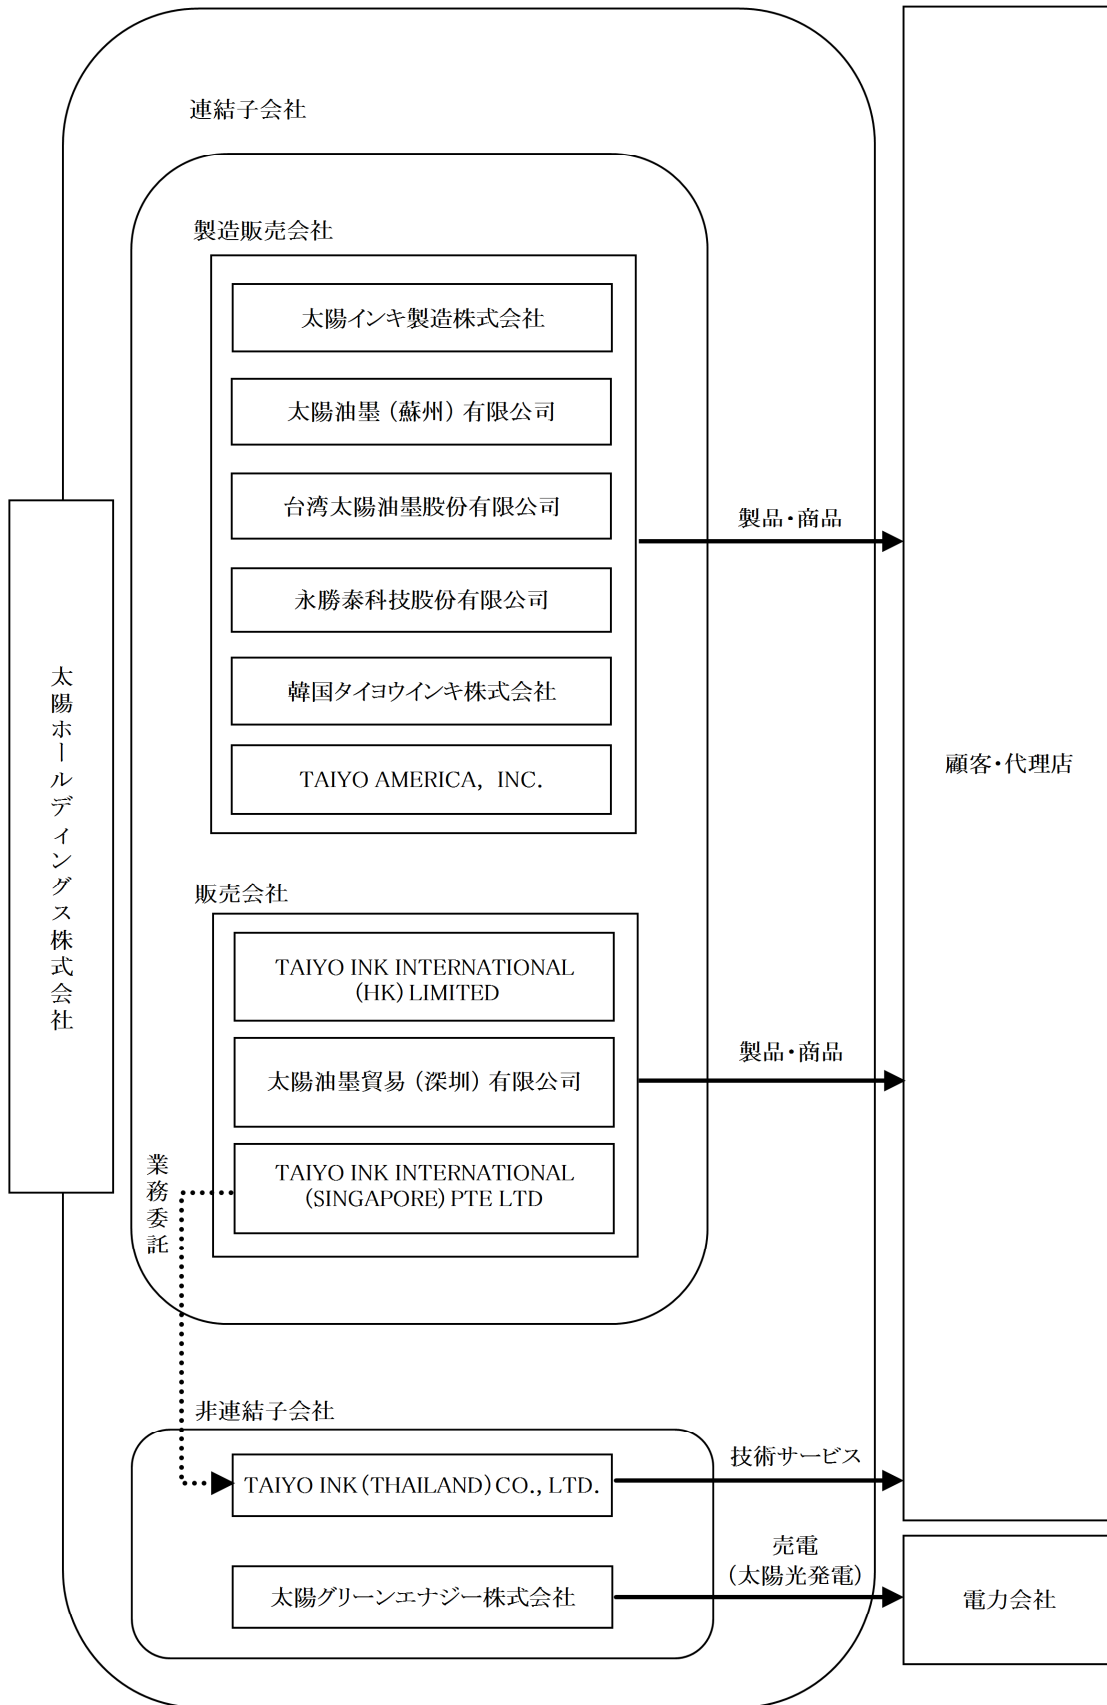 連結子会社
製造販売会社
太陽インキ製造株式会社
太陽油墨（蘇州）有限公司
台湾太陽油墨股份有限公司
永勝泰科技股份有限公司
韓国タイヨウインキ株式会社
TAIYO AMERICA, INC.
製品・商品
太陽ホールディングス株式会社
顧客・代理店
販売会社
TAIYO INK INTERNATIONAL
(HK) LIMITED
太陽油墨貿易（深圳）有限公司
TAIYO INK INTERNATIONAL
(SINGAPORE) PTE LTD
製品・商品
業務委託
非連結子会社
TAIYO INK (THAILAND) CO., LTD.
技術サービス
太陽グリーンエナジー株式会社
売電
（太陽光発電）
電力会社